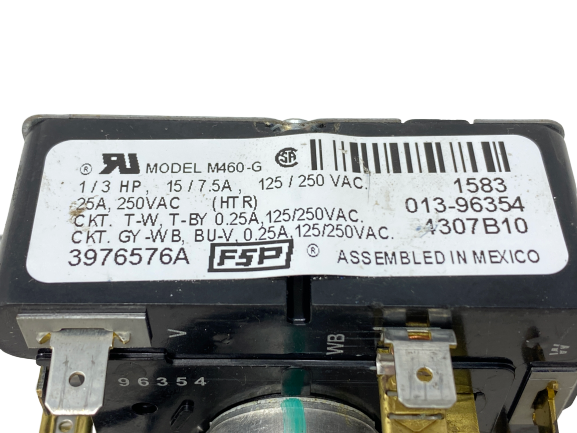 ® RU MODEL M460-G SA
1/3 HP, 15/7.5A, 125/250 VAC. 1583
25A, 250VAC (HTR) 013-96354
CKT. T-W, T-BY 0.25A,125/250VAC.
CKT. GY-WB, BU-V, 0.25A,125/250VAC. 4307B10
3976576A FSP ® ASSEMBLED IN MEXICO
V WB
96354